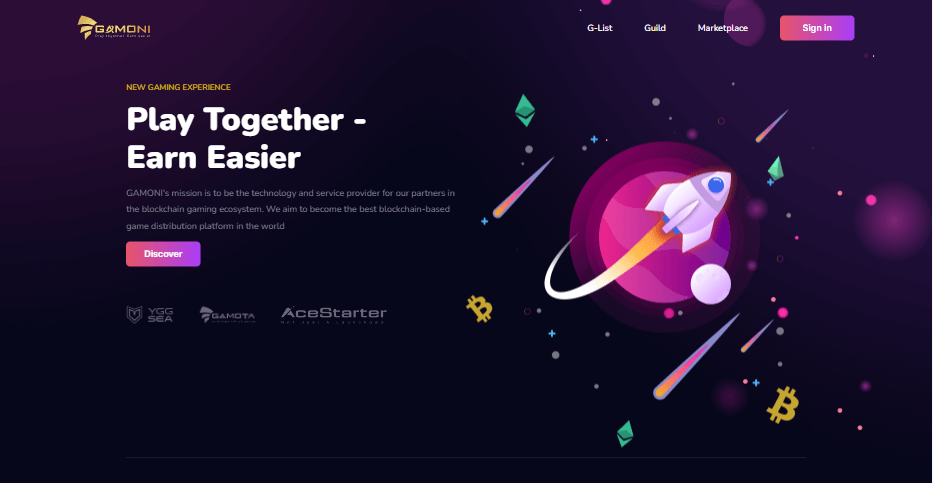 GAMONI
Play together Earn easier
G-List
Guild
Marketplace
Sign in
NEW GAMING EXPERIENCE
Play Together -
Earn Easier
GAMONI's mission is to be the technology and service provider for our partners in
the blockchain gaming ecosystem. We aim to become the best blockchain-based
game distribution platform in the world
Discover
YGG
SEA
GAMOTA
AceStarter